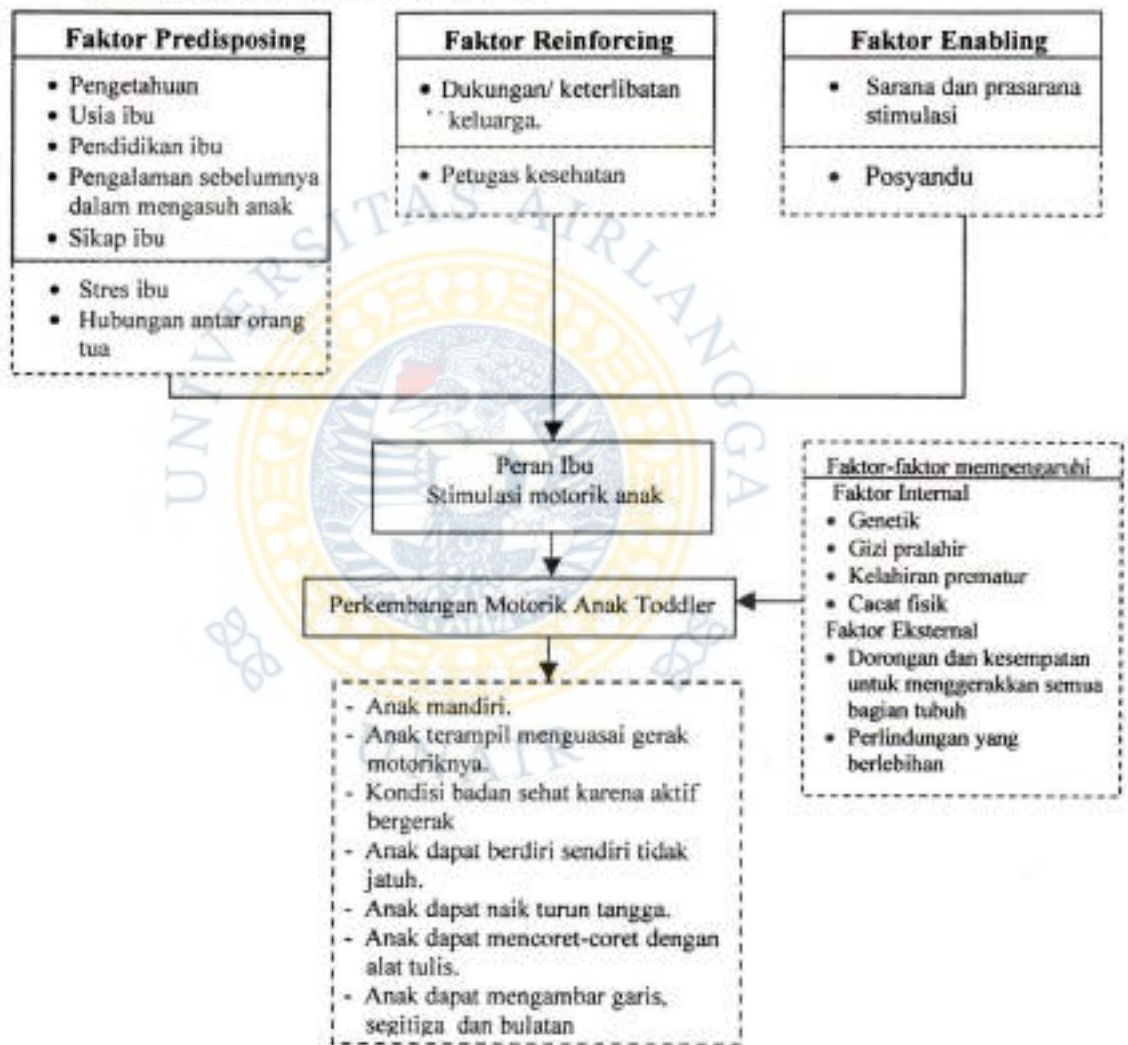 Faktor Predisposing
• Pengetahuan
• Usia ibu
• Pendidikan ibu
• Pengalaman sebelumnya
dalam mengasuh anak
• Sikap ibu
• Stres ibu
• Hubungan antar orang
tua
Faktor Reinforcing
• Dukungan/ keterlibatan
keluarga.
• Petugas kesehatan
Faktor Enabling
• Sarana dan prasarana
stimulasi
• Posyandu
UNIVERSITAS AIRLANGGA
Peran Ibu
Stimulasi motorik anak
Perkembangan Motorik Anak Toddler
Faktor-faktor mempengaruhi
Faktor Internal
• Genetik
• Gizi pralahir
• Kelahiran prematur
• Cacat fisik
Faktor Eksternal
• Dorongan dan kesempatan
untuk menggerakkan semua
bagian tubuh
• Perlindungan yang
berlebihan
- Anak mandiri.
- Anak terampil menguasai gerak
motoriknya.
- Kondisi badan sehat karena aktif
bergerak
- Anak dapat berdiri sendiri tidak
jatuh.
- Anak dapat naik turun tangga.
- Anak dapat mencoret-coret dengan
alat tulis.
- Anak dapat mengambar garis,
segitiga dan bulatan
UNAIR